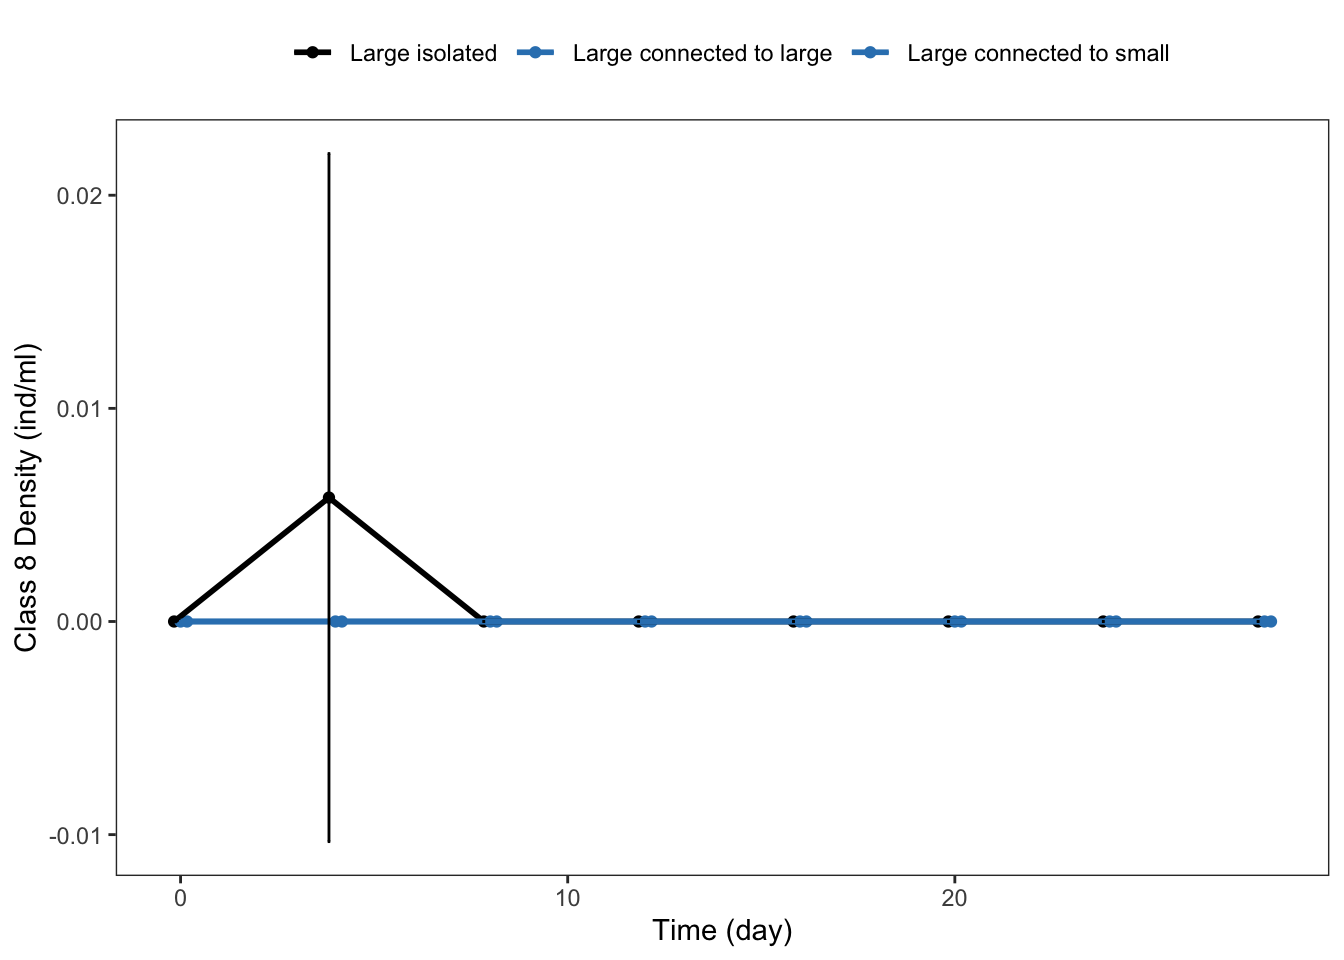 Large isolated Large connected to large Large connected to small
0.02
0.01
0.00
-0.01
Class 8 Density (ind/ml)
0 10 20
Time (day)